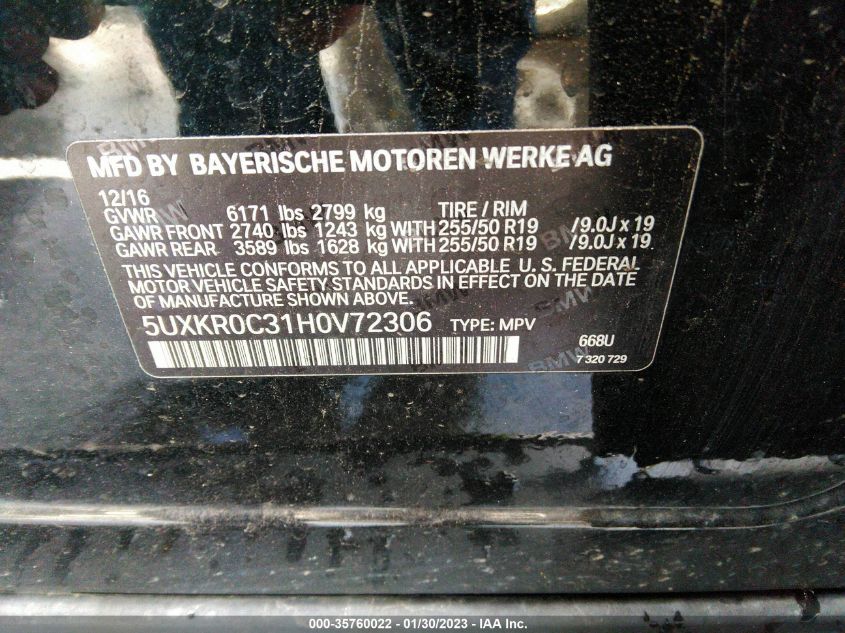 MFD BY BAYERISCHE MOTOREN WERKE AG
12/16
GVWR 6171 lbs 2799 kg TIRE / RIM
GAWR FRONT 2740 lbs 1243 kg WITH 255/50 R19 /9.0J x 19
GAWR REAR 3589 lbs 1628 kg WITH 255/50 R19 /9.0J x 19
THIS VEHICLE CONFORMS TO ALL APPLICABLE U. S. FEDERAL
MOTOR VEHICLE SAFETY STANDARDS IN EFFECT ON THE DATE
OF MANUFACTURE SHOWN ABOVE.
5UXKR0C31H0V72306 TYPE: MPV 668U
7 320 729
BMW
000-35760022 - 01/30/2023 - IAA Inc.